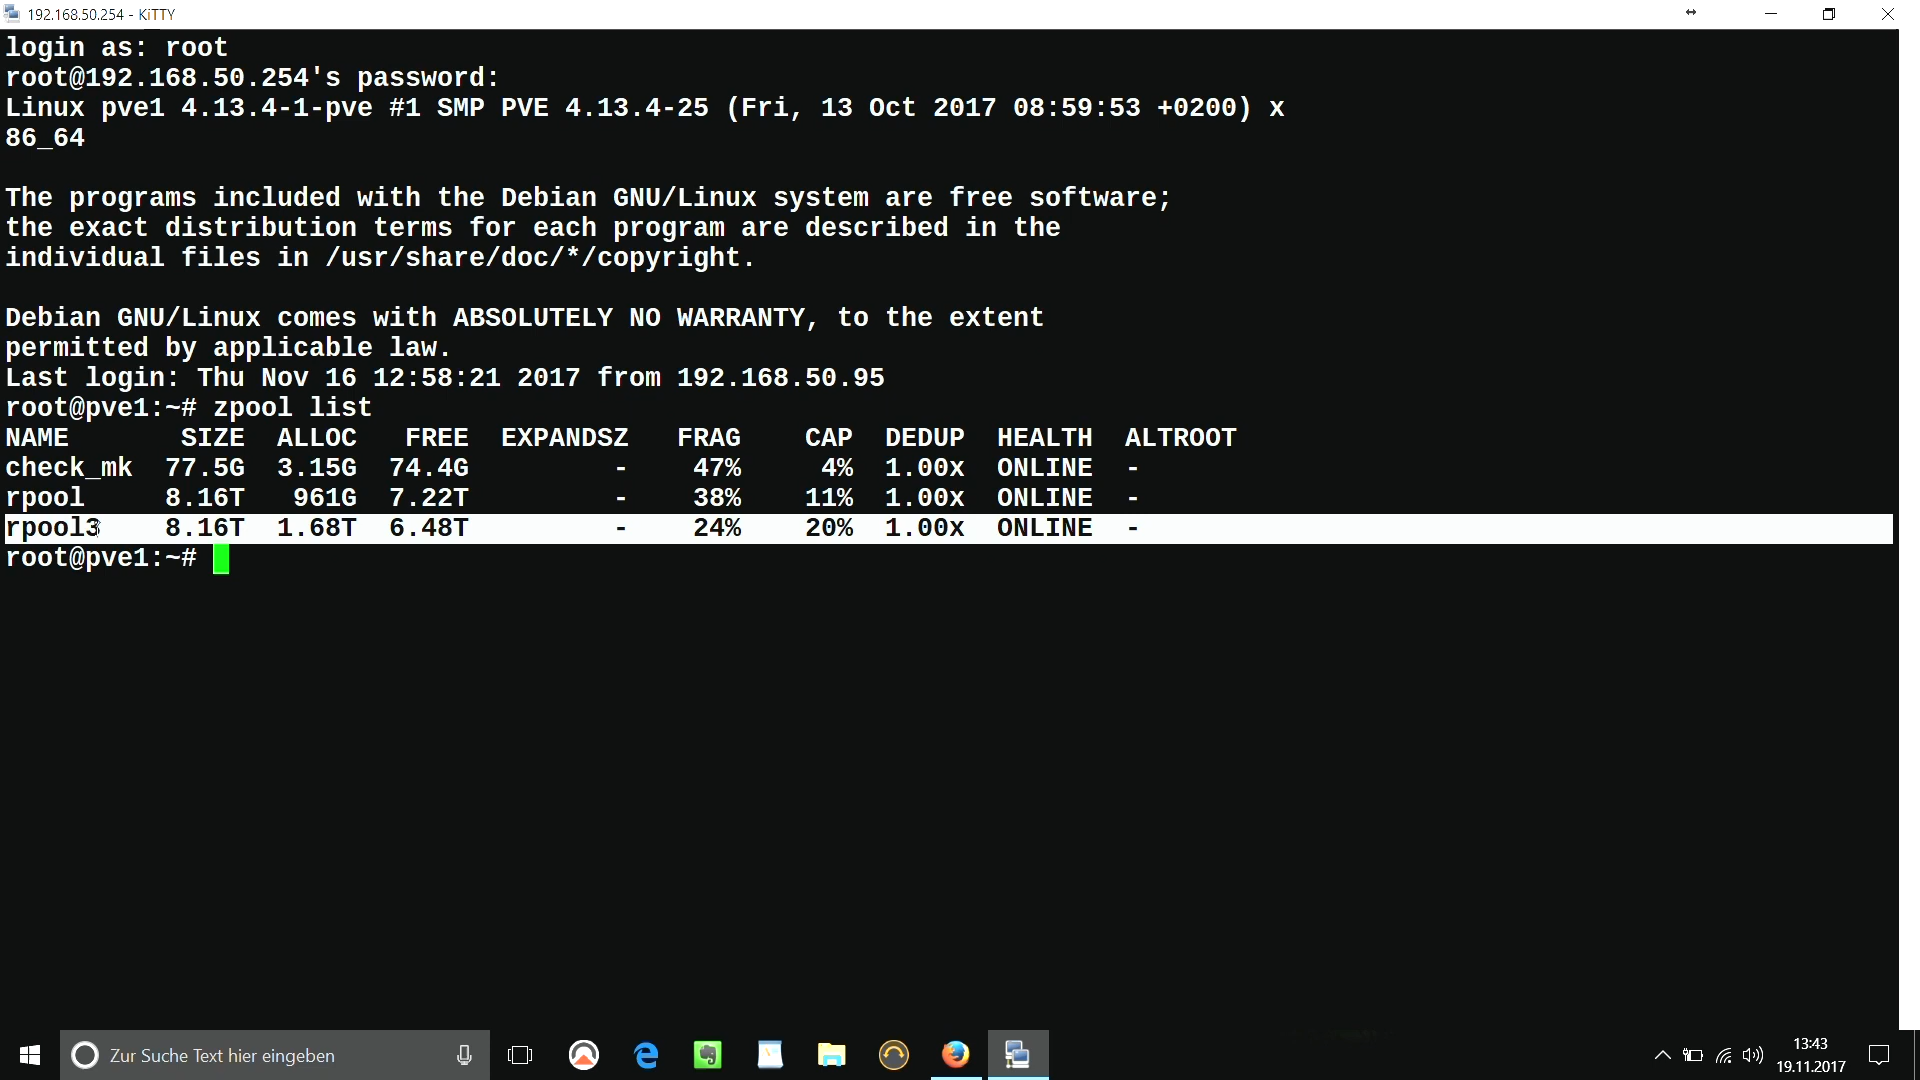 192.168.50.254 - KiTTY
login as: root
root@192.168.50.254's password:
Linux pve1 4.13.4-1-pve #1 SMP PVE 4.13.4-25 (Fri, 13 Oct 2017 08:59:53 +0200) x
86_64
The programs included with the Debian GNU/Linux system are free software;
the exact distribution terms for each program are described in the
individual files in /usr/share/doc/*/copyright.
Debian GNU/Linux comes with ABSOLUTELY NO WARRANTY, to the extent
permitted by applicable law.
Last login: Thu Nov 16 12:58:21 2017 from 192.168.50.95
root@pve1:~# zpool list
NAME SIZE ALLOC FREE EXPANDSZ FRAG CAP DEDUP HEALTH ALTROOT
check_mk 77.5G 3.15G 74.4G - 47% 4% 1.00x ONLINE -
rpool 8.16T 961G 7.22T - 38% 11% 1.00x ONLINE -
rpool3 8.16T 1.68T 6.48T - 24% 20% 1.00x ONLINE -
root@pve1:~#
Zur Suche Text hier eingeben
13:43
19.11.2017